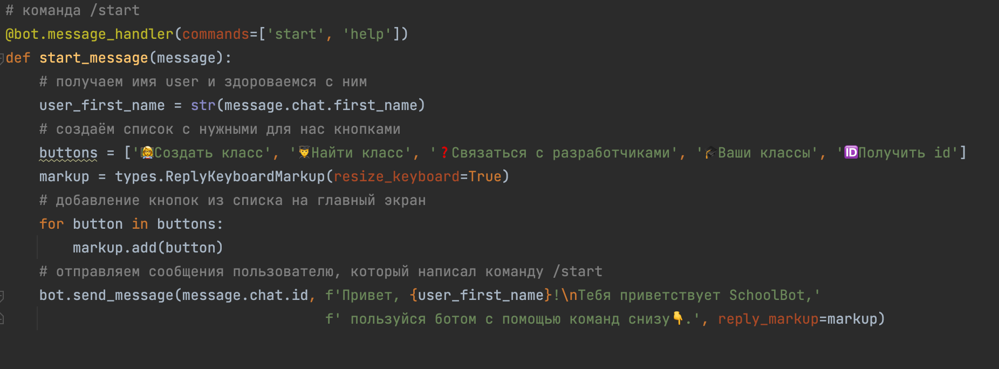 # команда /start
@bot.message_handler(commands=['start', 'help'])
def start_message(message):
    # получаем имя user и здороваемся с ним
    user_first_name = str(message.chat.first_name)
    # создаём список с нужными для нас кнопками
    buttons = ['👩‍🏫Создать класс', '👨‍🎓Найти класс', '❓Связаться с разработчиками', '🎓Ваши классы', '🆔Получить id']
    markup = types.ReplyKeyboardMarkup(resize_keyboard=True)
    # добавление кнопок из списка на главный экран
    for button in buttons:
        markup.add(button)
    # отправляем сообщения пользователю, который написал команду /start
    bot.send_message(message.chat.id, f'Привет, {user_first_name}!\nТебя приветствует SchoolBot,'
                                      f' пользуйся ботом с помощью команд снизу👇.', reply_markup=markup)